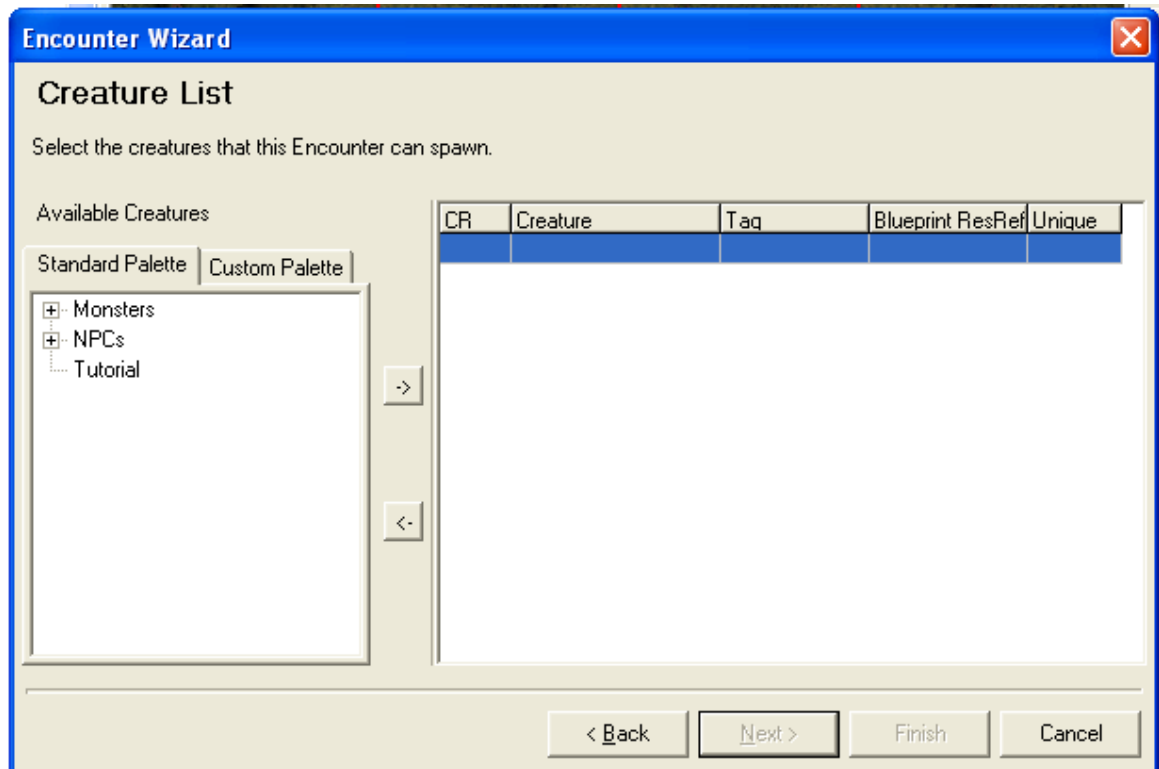 Encounter Wizard
Creature List
Select the creatures that this Encounter can spawn.
Available Creatures
Standard Palette Custom Palette
Monsters
NPCs
Tutorial
->
<-
CR Creature Tag Blueprint ResRef Unique
< Back Next > Finish Cancel